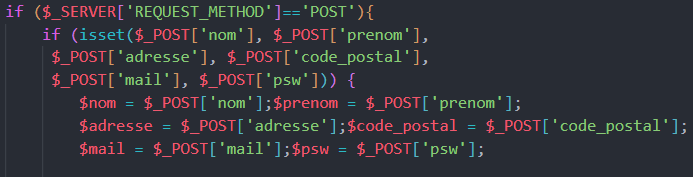 if ($_SERVER['REQUEST_METHOD']=='POST'){
if (isset($_POST['nom'], $_POST['prenom'],
$_POST['adresse'], $_POST['code_postal'],
$_POST['mail'], $_POST['psw'])) {
$nom = $_POST['nom'];$prenom = $_POST['prenom'];
$adresse = $_POST['adresse'];$code_postal = $_POST['code_postal'];
$mail = $_POST['mail'];$psw = $_POST['psw'];